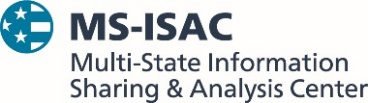 MS-ISAC
Multi-State Information
Sharing & Analysis Center